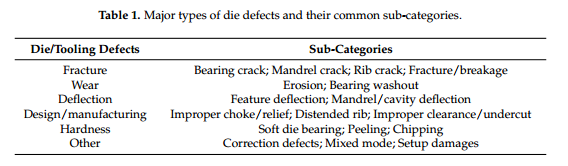 Table 1. Major types of die defects and their common sub-categories.
Die/Tooling Defects Sub-Categories
Fracture Bearing crack; Mandrel crack; Rib crack; Fracture/breakage
Wear Erosion; Bearing washout
Deflection Feature deflection; Mandrel/cavity deflection
Design/manufacturing Improper choke/relief; Distended rib; Improper clearance/undercut
Hardness Soft die bearing; Peeling; Chipping
Other Correction defects; Mixed mode; Setup damages